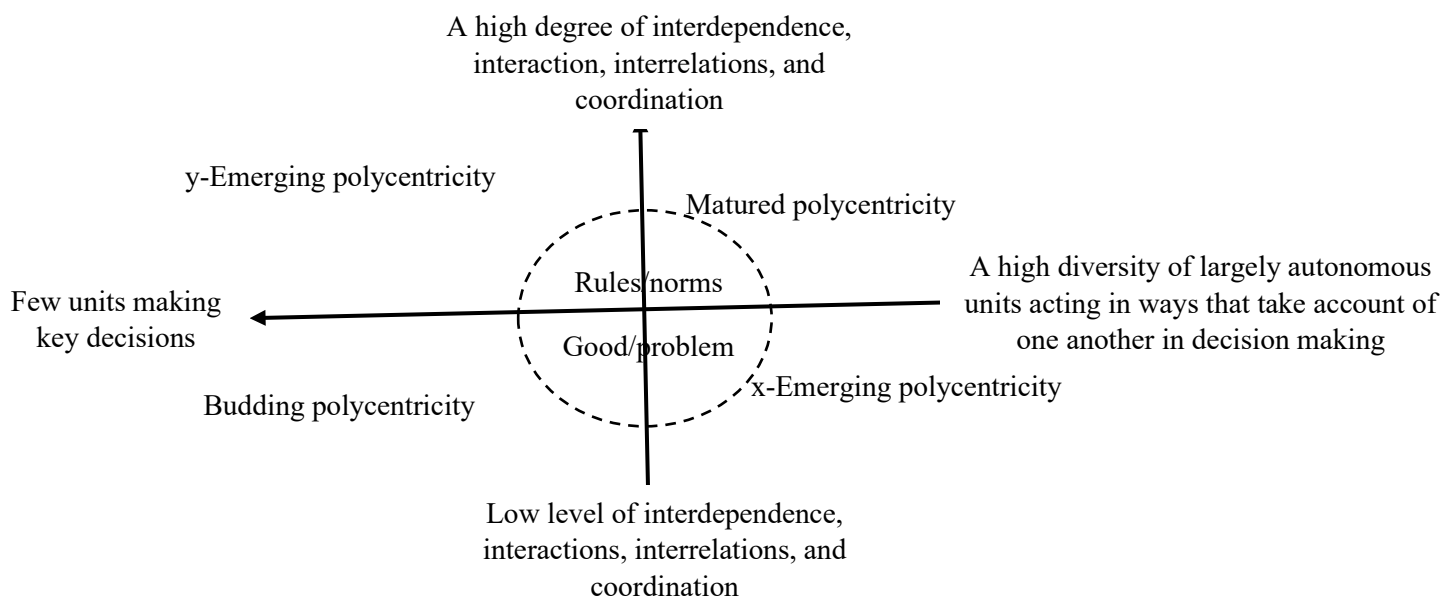 A high degree of interdependence,
interaction, interrelations, and
coordination
y-Emerging polycentricity
Matured polycentricity
Rules/norms
A high diversity of largely autonomous
units acting in ways that take account of
one another in decision making
Few units making
key decisions
Good/problem
x-Emerging polycentricity
Budding polycentricity
Low level of interdependence,
interactions, interrelations, and
coordination